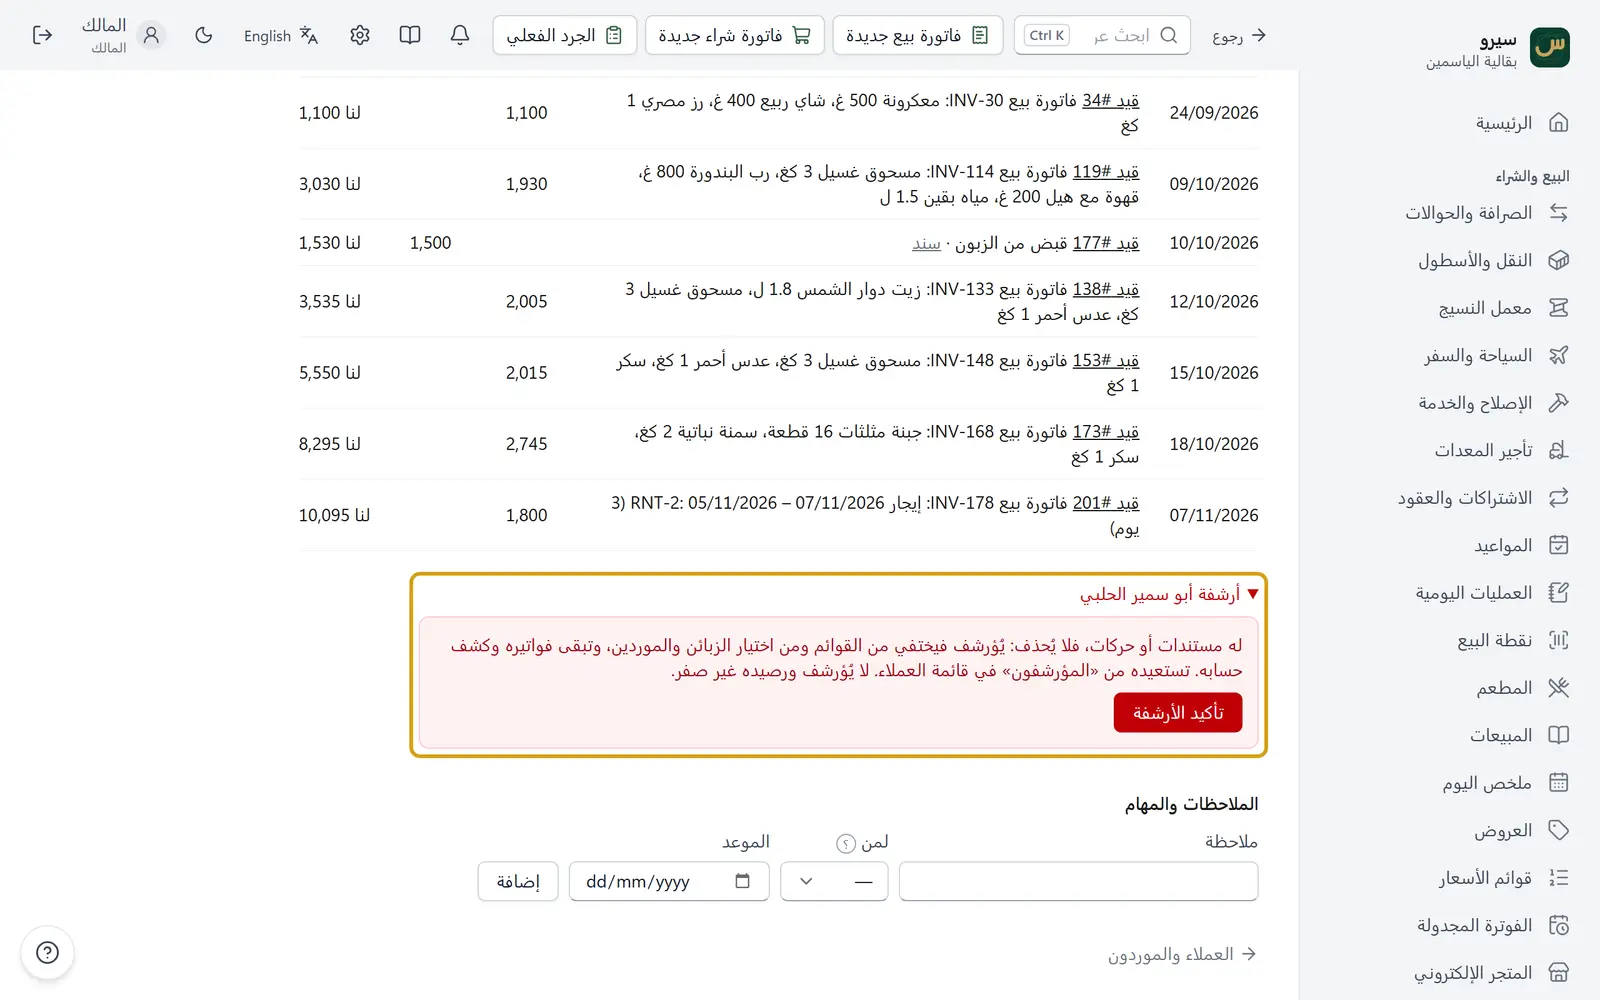 سيرو
بقالية الياسمين
رجوع
ابحث عر
Ctrl K
فاتورة بيع جديدة
فاتورة شراء جديدة
الجرد الفعلي
English
المالك
المالك
الرئيسية
البيع والشراء
الصرافة والحوالات
النقل والأسطول
معمل النسيج
السياحة والسفر
الإصلاح والخدمة
تأجير المعدات
الاشتراكات والعقود
المواعيد
العمليات اليومية
نقطة البيع
المطعم
المبيعات
ملخص اليوم
العروض
قوائم الأسعار
الفوترة المجدولة
المتجر الإلكتروني
24/09/2026 قيد #34 فاتورة بيع INV-30: معكرونة 500 غ، شاي ربيع 400 غ، رز مصري 1 كغ 1,100 لنا 1,100
09/10/2026 قيد #119 فاتورة بيع INV-114: مسحوق غسيل 3 كغ، رب البندورة 800 غ، قهوة مع هيل 200 غ، مياه بقين 1.5 ل 1,930 لنا 3,030
10/10/2026 قيد #177 قبض من الزبون · سند 1,500 لنا 1,530
12/10/2026 قيد #138 فاتورة بيع INV-133: زيت دوار الشمس 1.8 ل، مسحوق غسيل 3 كغ، عدس أحمر 1 كغ 2,005 لنا 3,535
15/10/2026 قيد #153 فاتورة بيع INV-148: مسحوق غسيل 3 كغ، عدس أحمر 1 كغ، سكر 1 كغ 2,015 لنا 5,550
18/10/2026 قيد #173 فاتورة بيع INV-168: جبنة مثلثات 16 قطعة، سمنة نباتية 2 كغ، سكر 1 كغ 2,745 لنا 8,295
07/11/2026 قيد #201 فاتورة بيع INV-178: إيجار RNT-2: 05/11/2026 – 07/11/2026 (3 يوم) 1,800 لنا 10,095
أرشفة أبو سمير الحلبي
له مستندات أو حركات، فلا يُحذف: يُؤرشف فيختفي من القوائم ومن اختيار الزبائن والموردين، وتبقى فواتيره وكشف
حسابه. تستعيده من «المؤرشفون» في قائمة العملاء. لا يُؤرشف ورصيده غير صفر.
تأكيد الأرشفة
الملاحظات والمهام
ملاحظة
لمن ؟
الموعد
—
dd/mm/yyyy
إضافة
العملاء والموردون